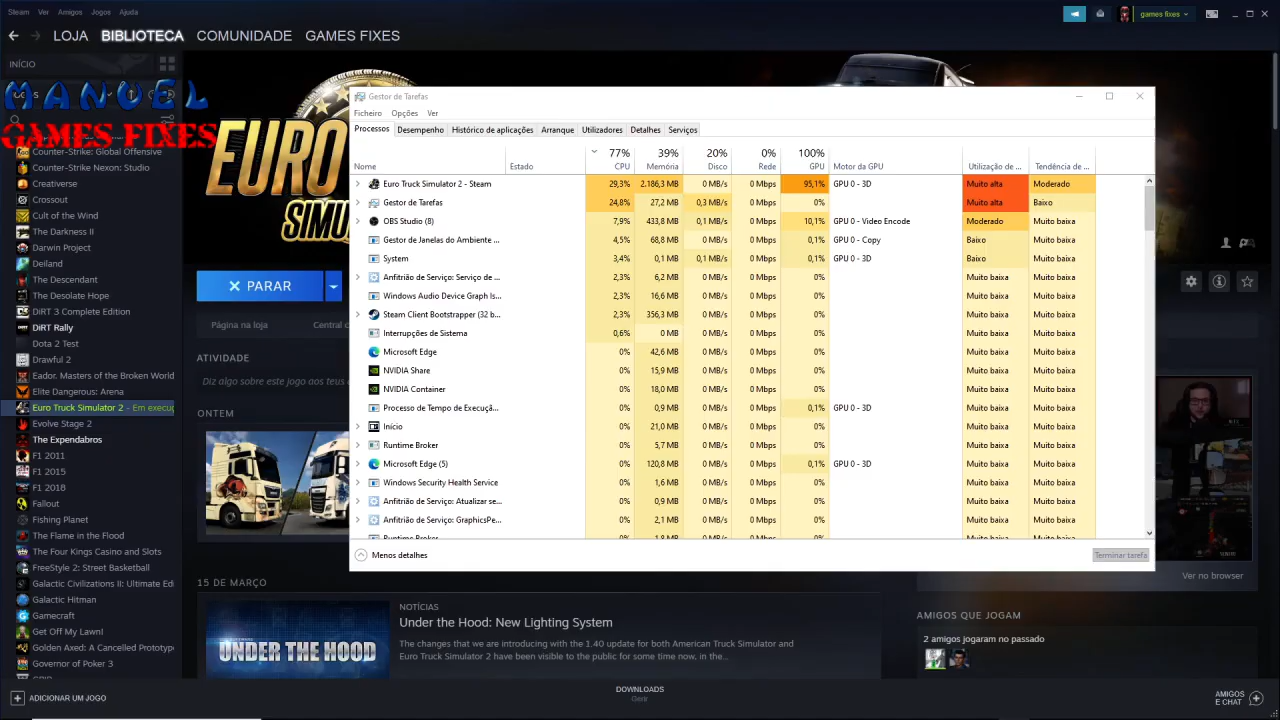 Steam Ver Amigos Jogos Ajuda
games fixes
LOJA BIBLIOTECA COMUNIDADE GAMES FIXES
INÍCIO
MANUEL
GAMES FIXES
Counter-Strike: Global Offensive
Counter-Strike Nexon: Studio
Creativerse
Crossout
Cult of the Wind
The Darkness II
Darwin Project
Deiland
The Descendant
The Desolate Hope
DiRT 3 Complete Edition
DiRT Rally
Dota 2 Test
Drawful 2
Eador. Masters of the Broken World
Elite Dangerous: Arena
Euro Truck Simulator 2 - Em execuç
Evolve Stage 2
The Expendabros
F1 2011
F1 2015
F1 2018
Fallout
Fishing Planet
The Flame in the Flood
The Four Kings Casino and Slots
FreeStyle 2: Street Basketball
Galactic Civilizations II: Ultimate Edi
Galactic Hitman
Gamecraft
Get Off My Lawn!
Golden Axed: A Cancelled Prototype
Governor of Poker 3
EURO
PARAR
Página na loja
Central d
ATIVIDADE
Diz algo sobre este jogo aos teus
ONTEM
15 DE MARÇO
UNDER THE HOOD
NOTÍCIAS
Under the Hood: New Lighting System
The changes that we are introducing with the 1.40 update for both American Truck Simulator and
Euro Truck Simulator 2 have been visible to the public for some time now, in the...
Gestor de Tarefas
Ficheiro Opções Ver
Processos Desempenho Histórico de aplicações Arranque Utilizadores Detalhes Serviços
77% 39% 20% 0% 100%
Nome Estado CPU Memória Disco Rede GPU Motor da GPU Utilização de ... Tendência de ...
Euro Truck Simulator 2 - Steam 29,3% 2.186,3 MB 0 MB/s 0 Mbps 95,1% GPU 0 - 3D Muito alta Moderado
Gestor de Tarefas 24,8% 27,2 MB 0,3 MB/s 0 Mbps 0% Muito alta Baixo
OBS Studio (8) 7,9% 433,8 MB 0,1 MB/s 0 Mbps 10,1% GPU 0 - Video Encode Moderado Muito baixa
Gestor de Janelas do Ambiente ... 4,5% 68,8 MB 0 MB/s 0 Mbps 0,1% GPU 0 - Copy Baixo Muito baixa
System 3,4% 0,1 MB 0,1 MB/s 0 Mbps 0,1% GPU 0 - 3D Baixo Muito baixa
Anfitrião de Serviço: Serviço de ... 2,3% 6,2 MB 0 MB/s 0 Mbps 0% Muito baixa Muito baixa
Windows Audio Device Graph Is... 2,3% 16,6 MB 0 MB/s 0 Mbps 0% Muito baixa Muito baixa
Steam Client Bootstrapper (32 b... 2,3% 356,3 MB 0 MB/s 0 Mbps 0% Muito baixa Muito baixa
Interrupções de Sistema 0,6% 0 MB 0 MB/s 0 Mbps 0% Muito baixa Muito baixa
Microsoft Edge 0% 42,6 MB 0 MB/s 0 Mbps 0% Muito baixa Muito baixa
NVIDIA Share 0% 15,9 MB 0 MB/s 0 Mbps 0% Muito baixa Muito baixa
NVIDIA Container 0% 18,0 MB 0 MB/s 0 Mbps 0% Muito baixa Muito baixa
Processo de Tempo de Execuçã... 0% 0,9 MB 0 MB/s 0 Mbps 0,1% GPU 0 - 3D Muito baixa Muito baixa
Início 0% 21,0 MB 0 MB/s 0 Mbps 0% Muito baixa Muito baixa
Runtime Broker 0% 5,7 MB 0 MB/s 0 Mbps 0% Muito baixa Muito baixa
Microsoft Edge (5) 0% 120,8 MB 0 MB/s 0 Mbps 0,1% GPU 0 - 3D Muito baixa Muito baixa
Windows Security Health Service 0% 1,6 MB 0 MB/s 0 Mbps 0% Muito baixa Muito baixa
Anfitrião de Serviço: Atualizar se... 0% 0,9 MB 0 MB/s 0 Mbps 0% Muito baixa Muito baixa
Anfitrião de Serviço: GraphicsPe... 0% 2,1 MB 0 MB/s 0 Mbps 0% Muito baixa Muito baixa
Runtime Broker 0% 1,8 MB 0 MB/s 0 Mbps 0% Muito baixa Muito baixa
Menos detalhes
Terminar tarefa
Ver no browser
AMIGOS QUE JOGAM
2 amigos jogaram no passado
ADICIONAR UM JOGO
DOWNLOADS
Gerir
AMIGOS
E CHAT